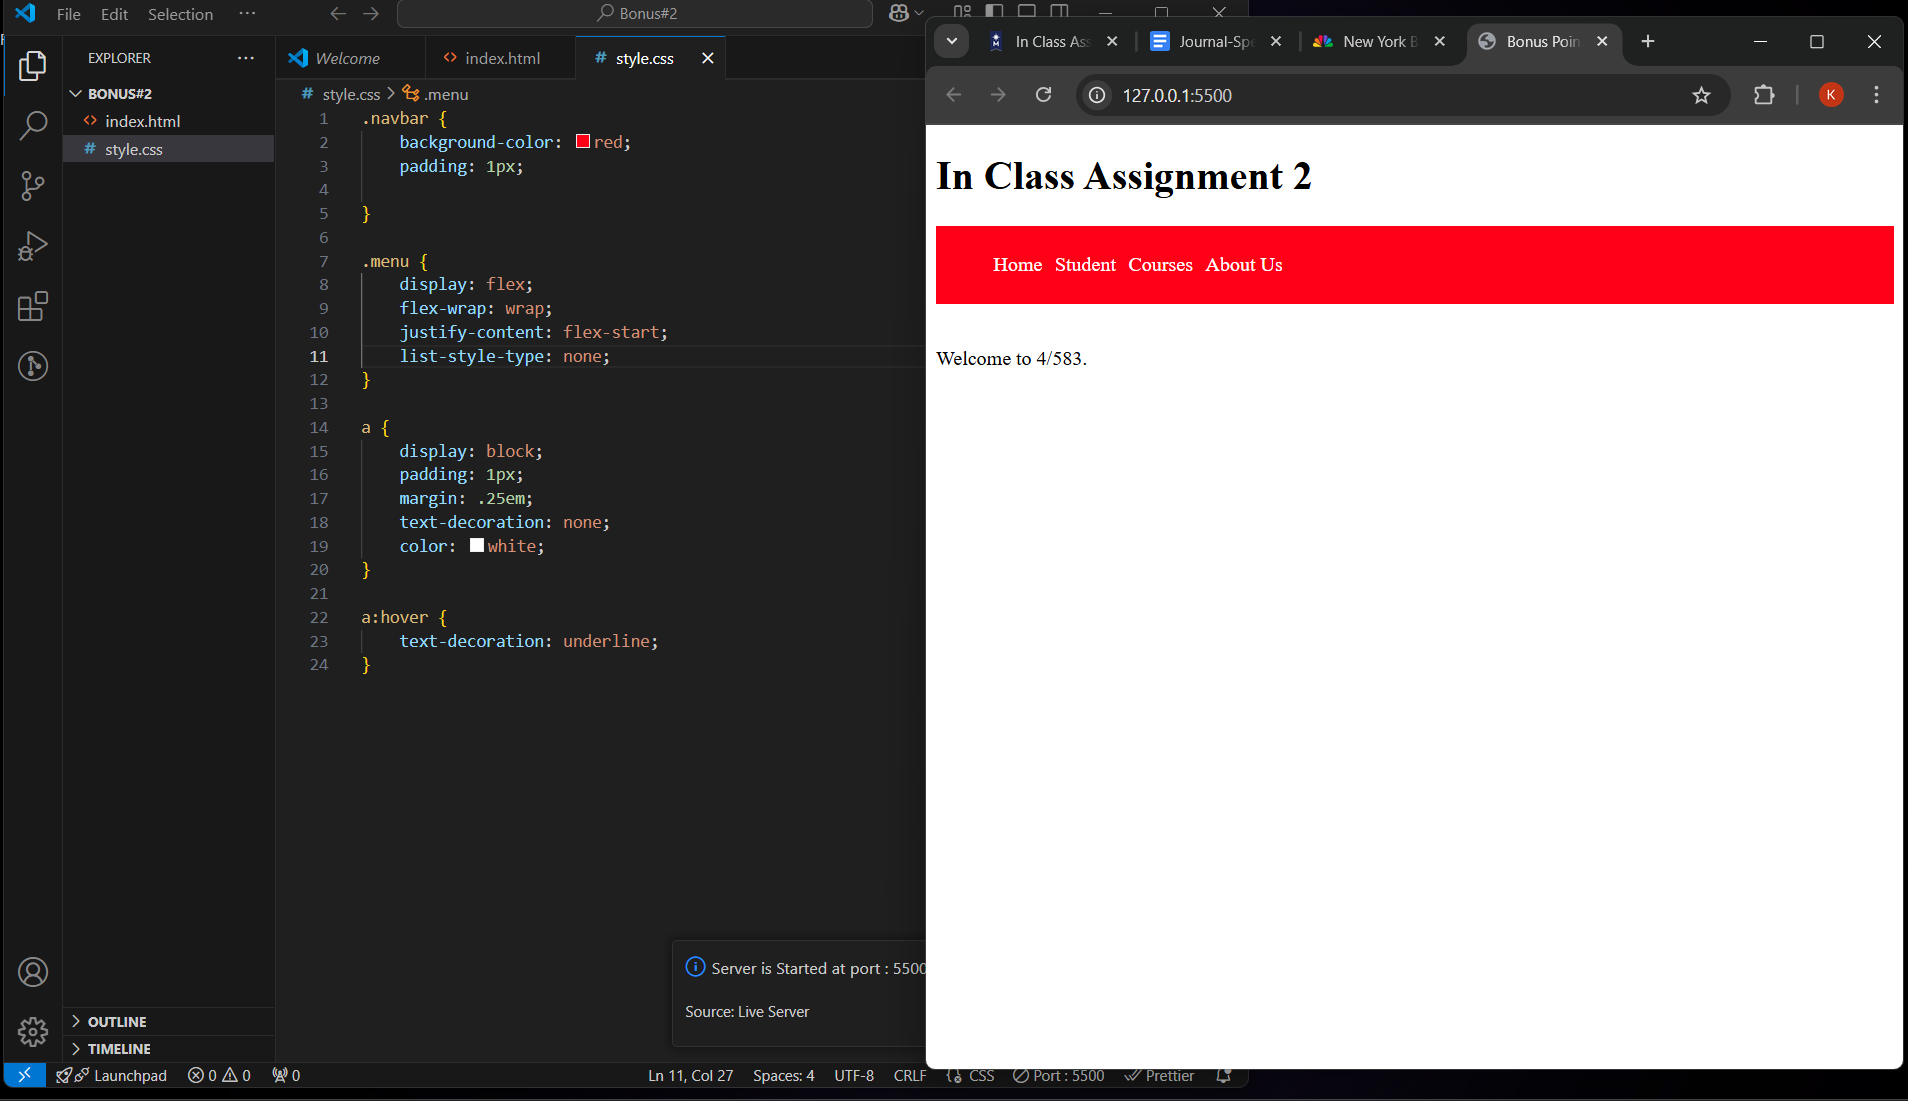 File Edit Selection ···
Bonus#2
EXPLORER ···
BONUS#2
index.html
# style.css
OUTLINE
TIMELINE
Welcome
index.html
# style.css
# style.css > .menu
1 .navbar {
2 background-color: red;
3 padding: 1px;
4
5 }
6
7 .menu {
8 display: flex;
9 flex-wrap: wrap;
10 justify-content: flex-start;
11 list-style-type: none;
12 }
13
14 a {
15 display: block;
16 padding: 1px;
17 margin: .25em;
18 text-decoration: none;
19 color: white;
20 }
21
22 a:hover {
23 text-decoration: underline;
24 }
Server is Started at port : 5500
Source: Live Server
Launchpad 0 0 0
Ln 11, Col 27 Spaces: 4 UTF-8 CRLF CSS Port : 5500 Prettier
In Class Ass
Journal-Spe
New York B
Bonus Poin
127.0.0.1:5500
K
In Class Assignment 2
Home Student Courses About Us
Welcome to 4/583.